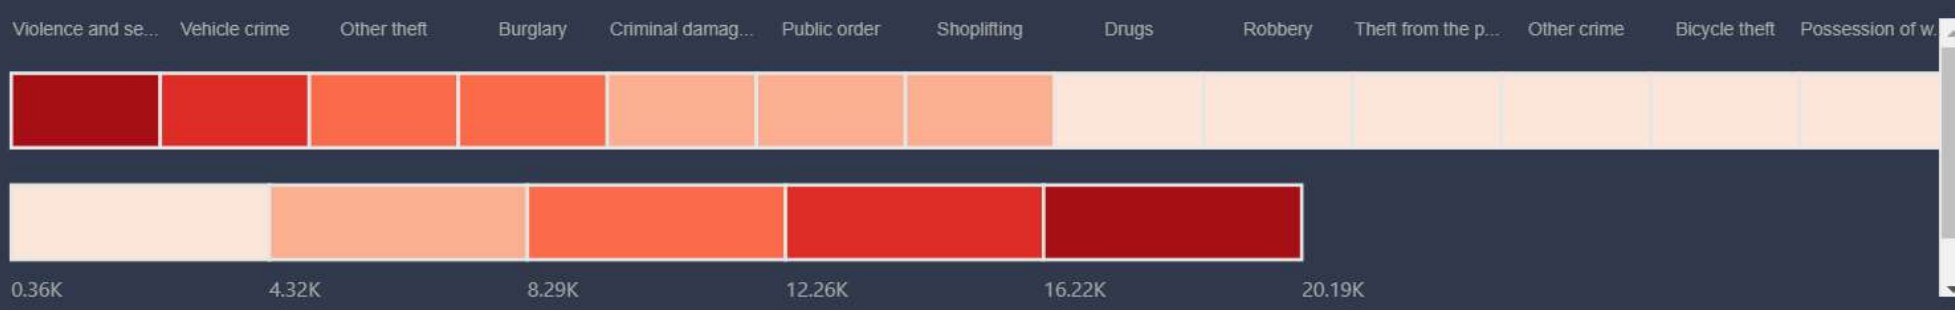 Violence and se... Vehicle crime Other theft Burglary Criminal damag... Public order Shoplifting Drugs Robbery Theft from the p... Other crime Bicycle theft Possession of w.
0.36K 4.32K 8.29K 12.26K 16.22K 20.19K